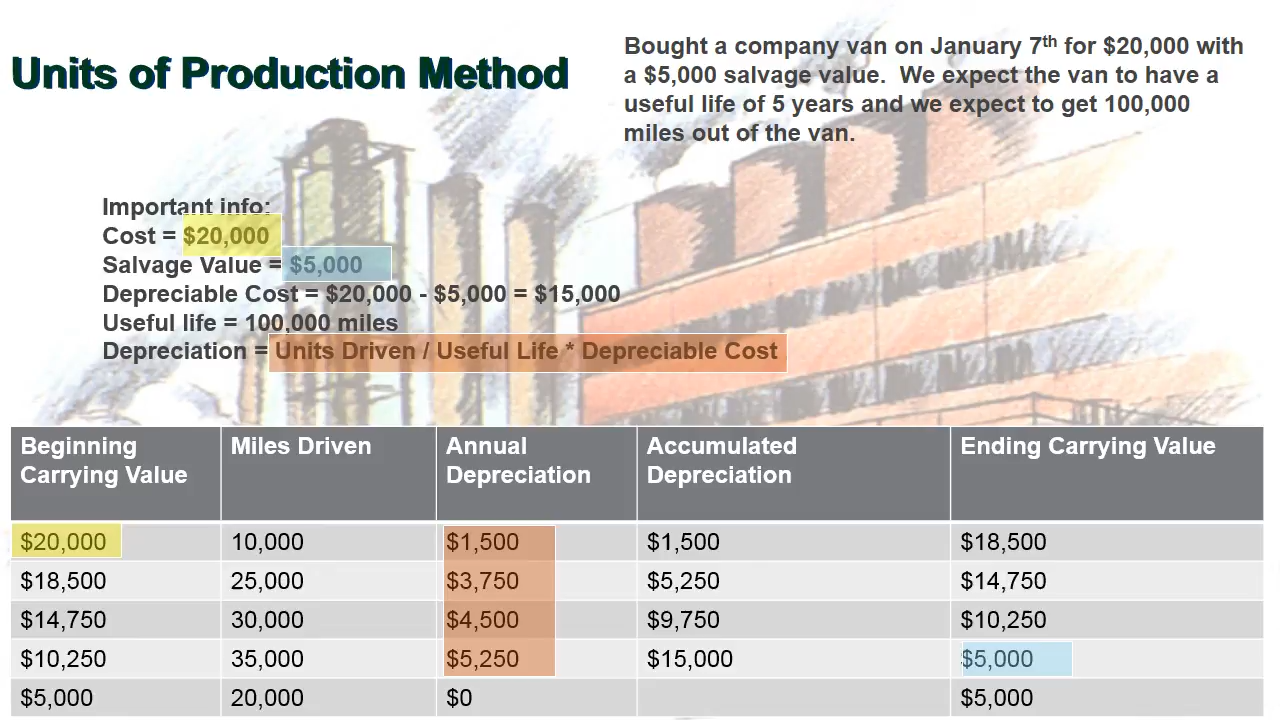 Units of Production Method
Bought a company van on January 7th for $20,000 with
a $5,000 salvage value. We expect the van to have a
useful life of 5 years and we expect to get 100,000
miles out of the van.
Important info:
Cost = $20,000
Salvage Value = $5,000
Depreciable Cost = $20,000 - $5,000 = $15,000
Useful life = 100,000 miles
Depreciation = Units Driven / Useful Life * Depreciable Cost
Beginning Carrying Value Miles Driven Annual Depreciation Accumulated Depreciation Ending Carrying Value
$20,000 10,000 $1,500 $1,500 $18,500
$18,500 25,000 $3,750 $5,250 $14,750
$14,750 30,000 $4,500 $9,750 $10,250
$10,250 35,000 $5,250 $15,000 $5,000
$5,000 20,000 $0 $5,000